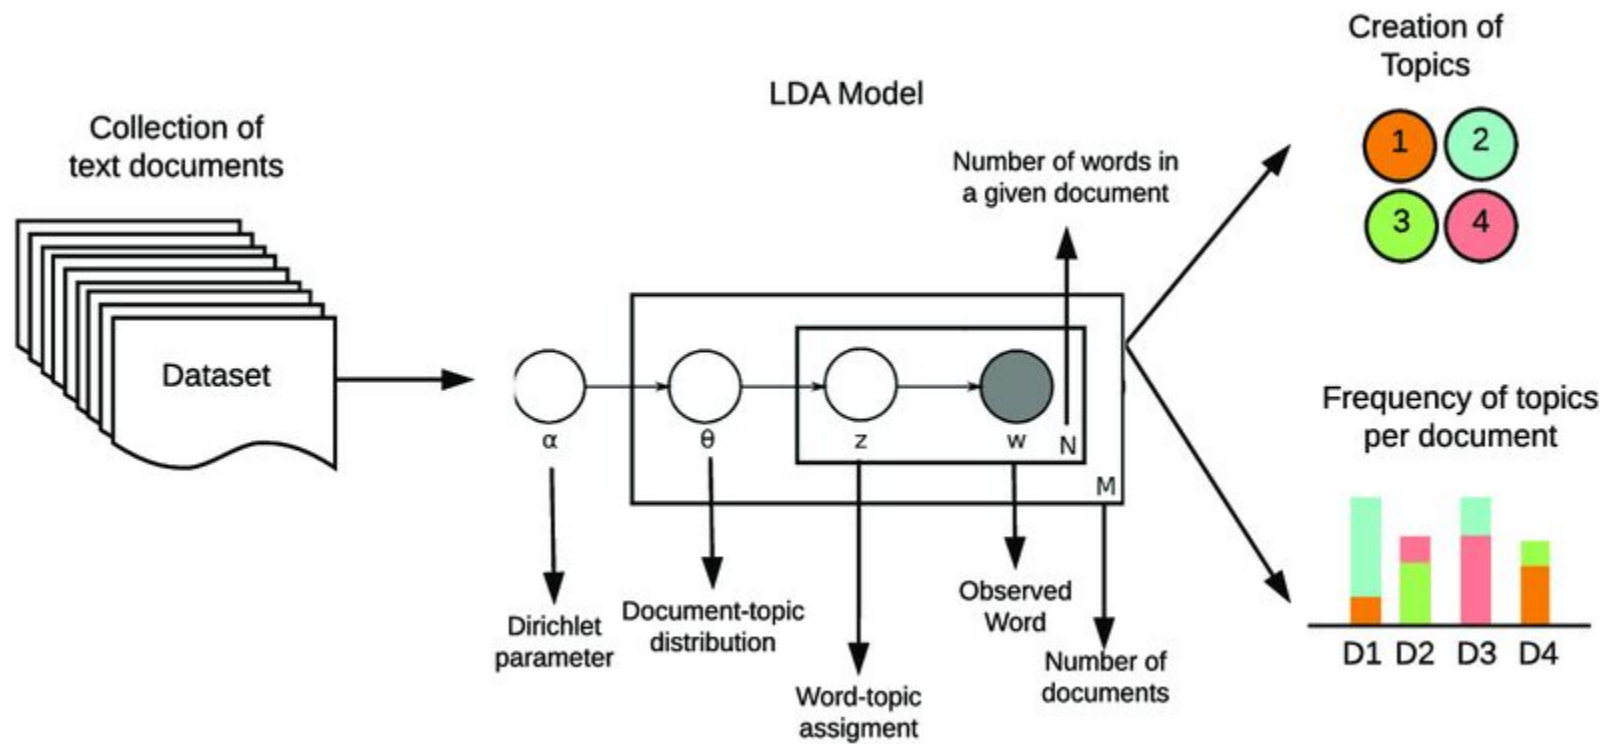 Collection of
text documents
Dataset
LDA Model
Number of words in
a given document
α
θ
z
w
N
M
Dirichlet
parameter
Document-topic
distribution
Word-topic
assigment
Observed
Word
Number of
documents
Creation of
Topics
1
2
3
4
Frequency of topics
per document
D1 D2 D3 D4